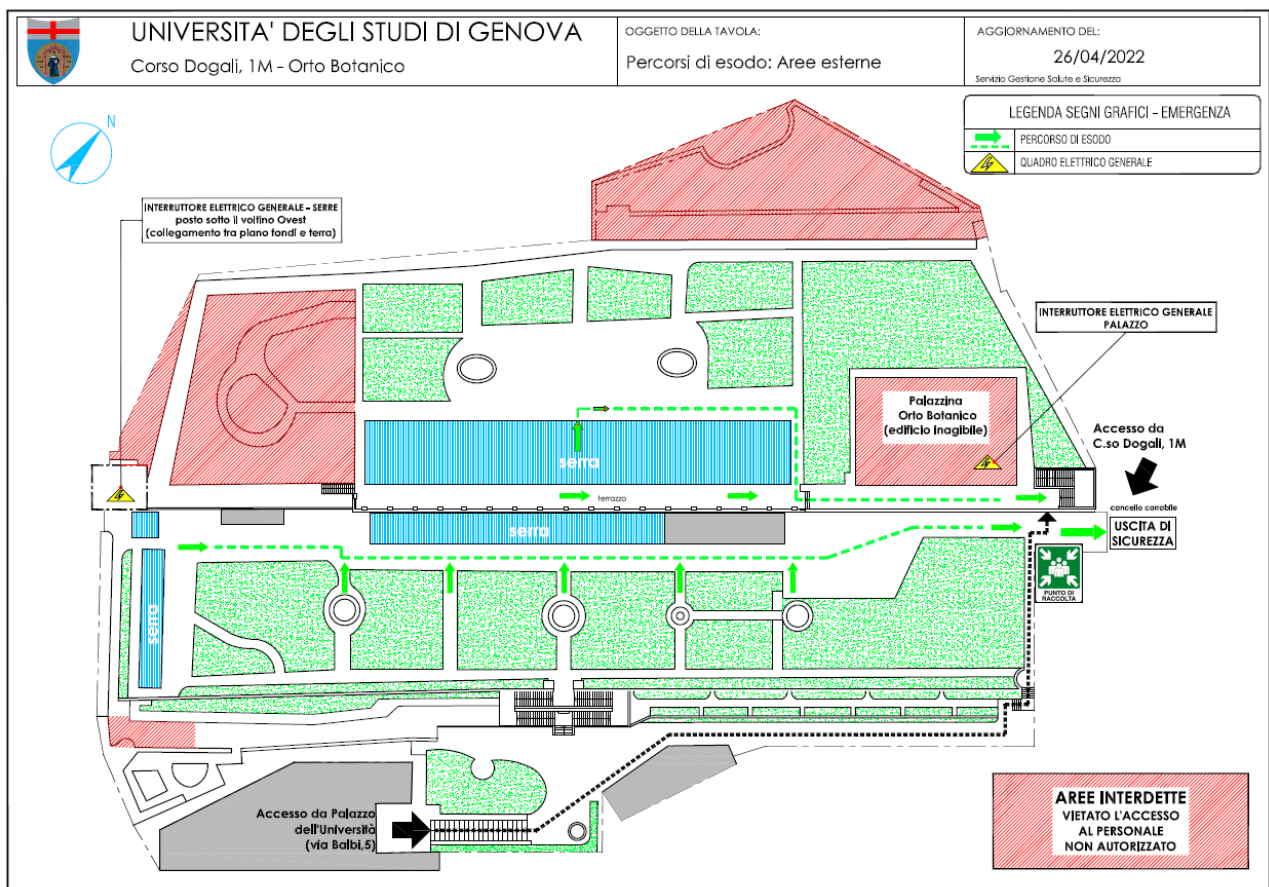 UNIVERSITA' DEGLI STUDI DI GENOVA
Corso Dogali, 1M - Orto Botanico
OGGETTO DELLA TAVOLA:
Percorsi di esodo: Aree esterne
AGGIORNAMENTO DEL:
26/04/2022
Servizio Gestione Salute e Sicurezza
LEGENDA SEGNI GRAFICI - EMERGENZA
PERCORSO DI ESODO
QUADRO ELETTRICO GENERALE
N
INTERRUTTORE ELETTRICO GENERALE - SERRE
posto sotto il voltino Ovest
(collegamento tra piano fondi e terra)
INTERRUTTORE ELETTRICO GENERALE
PALAZZO
Palazzina
Orto Botanico
(edificio inagibile)
Accesso da
C.so Dogali, 1M
serra
terrazzo
cancello carrabile
serra
USCITA DI
SICUREZZA
PUNTO DI
RACCOLTA
serra
Accesso da Palazzo
dell'Università
(via Balbi,5)
AREE INTERDETTE
VIETATO L'ACCESSO
AL PERSONALE
NON AUTORIZZATO